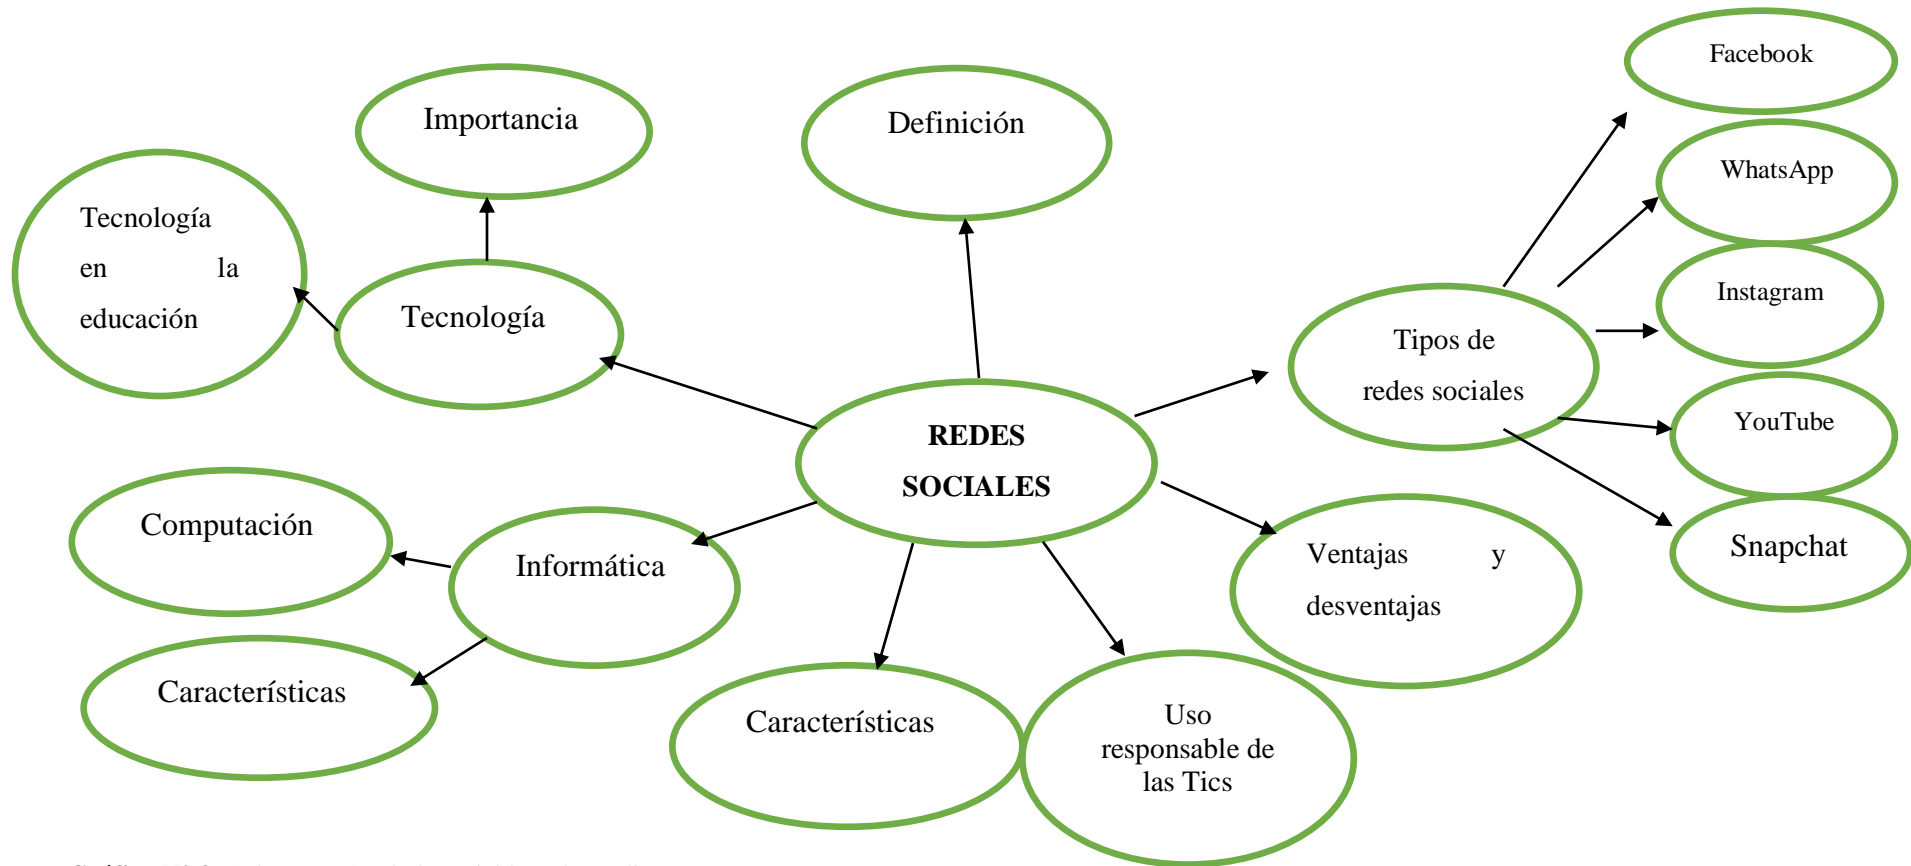 Facebook
Importancia
Definición
WhatsApp
Tecnología
en la
educación
Instagram
Tecnología
Tipos de
redes sociales
YouTube
REDES
SOCIALES
Computación
Snapchat
Informática
Ventajas y
desventajas
Características
Características
Uso
responsable de
las Tics